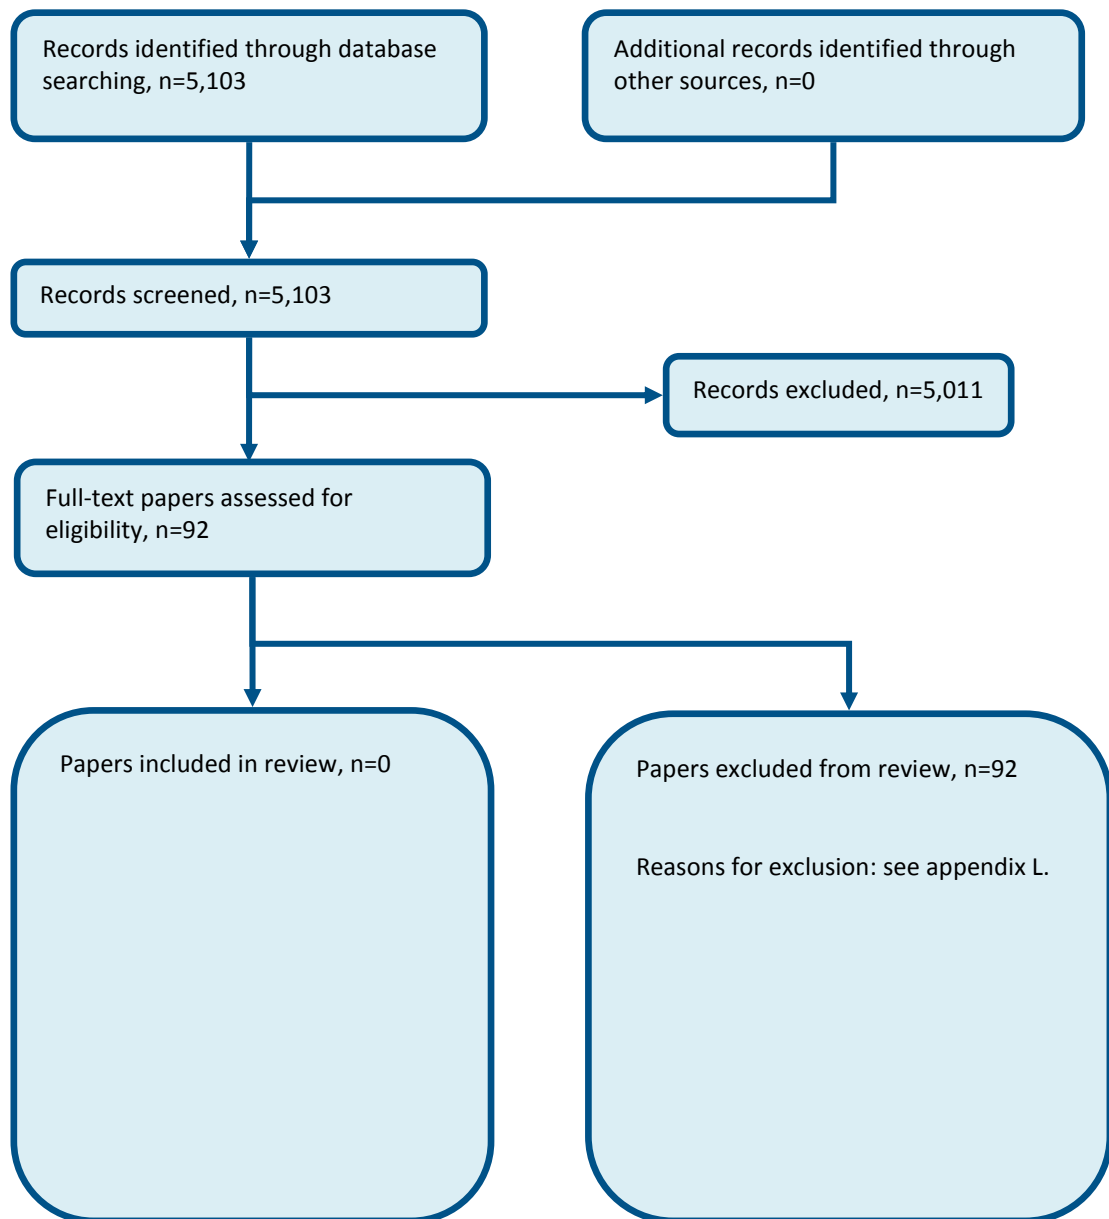 Records identified through database
searching, n=5,103
Additional records identified through
other sources, n=0
Records screened, n=5,103
Records excluded, n=5,011
Full-text papers assessed for
eligibility, n=92
Papers included in review, n=0
Papers excluded from review, n=92
Reasons for exclusion: see appendix L.